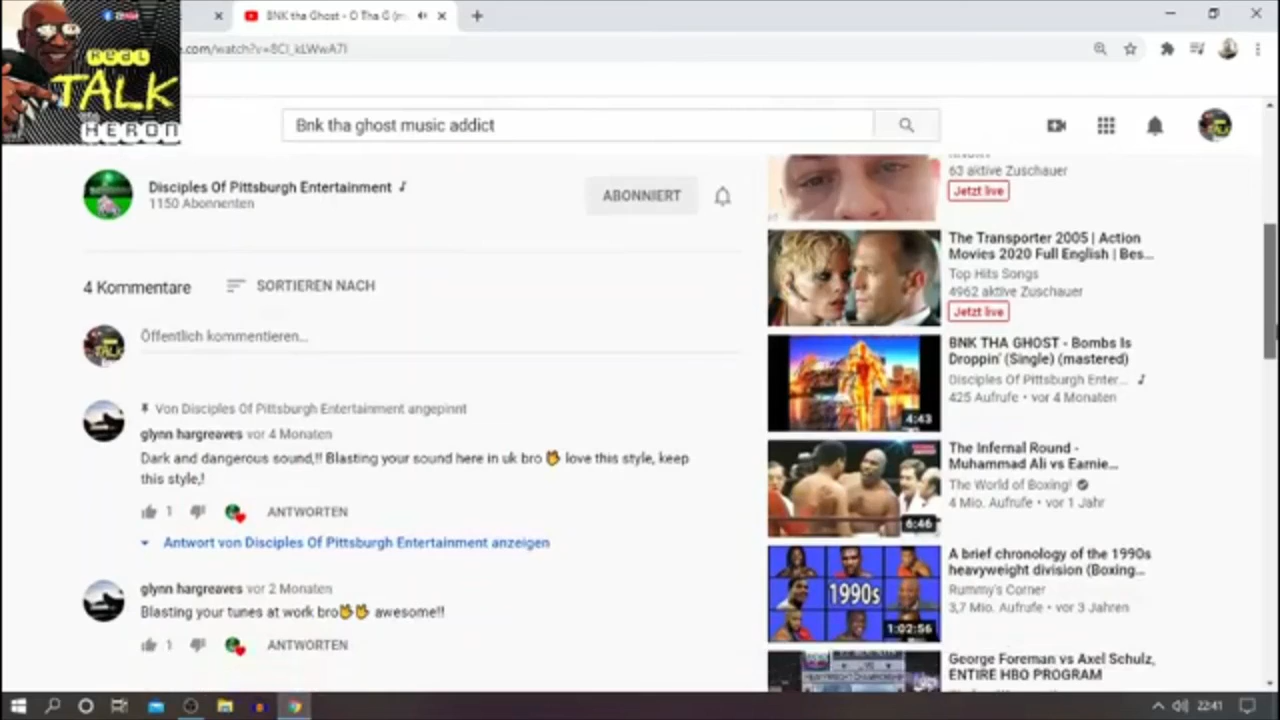 BNK tha Ghost - O Tha G (m
.com/watch?v=8CI_kLWwA7I
REAL
TALK
HERON
Bnk tha ghost music addict
Disciples Of Pittsburgh Entertainment
1150 Abonnenten
ABONNIERT
4 Kommentare
SORTIEREN NACH
Öffentlich kommentieren...
Von Disciples Of Pittsburgh Entertainment angepinnt
glynn hargreaves vor 4 Monaten
Dark and dangerous sound,!! Blasting your sound here in uk bro love this style, keep
this style,!
1
ANTWORTEN
Antwort von Disciples Of Pittsburgh Entertainment anzeigen
glynn hargreaves vor 2 Monaten
Blasting your tunes at work bro awesome!!
1
ANTWORTEN
63 aktive Zuschauer
Jetzt live
The Transporter 2005 | Action
Movies 2020 Full English | Bes...
Top Hits Songs
4962 aktive Zuschauer
Jetzt live
BNK THA GHOST - Bombs Is
Droppin' (Single) (mastered)
Disciples Of Pittsburgh Enter...
425 Aufrufe • vor 4 Monaten
4:43
The Infernal Round -
Muhammad Ali vs Earnie...
The World of Boxing!
4 Mio. Aufrufe • vor 1 Jahr
6:46
A brief chronology of the 1990s
heavyweight division (Boxing...
Rummy's Corner
3,7 Mio. Aufrufe • vor 3 Jahren
1990s
1:02:56
George Foreman vs Axel Schulz,
ENTIRE HBO PROGRAM
22:41